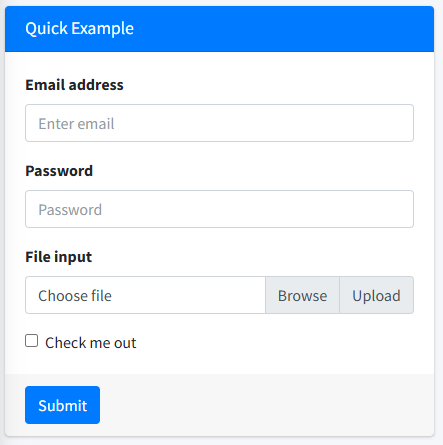 Quick Example
Email address
Enter email
Password
Password
File input
Choose file Browse Upload
Check me out
Submit